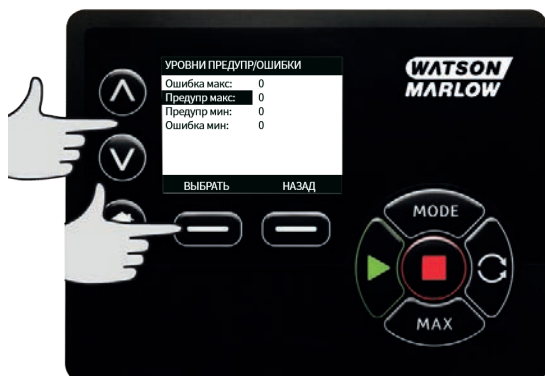 УРОВНИ ПРЕДУПР/ОШИБКИ
Ошибка макс: 0
Предупр макс: 0
Предупр мин: 0
Ошибка мин: 0
ВЫБРАТЬ НАЗАД
WATSON
MARLOW
MODE
MAX